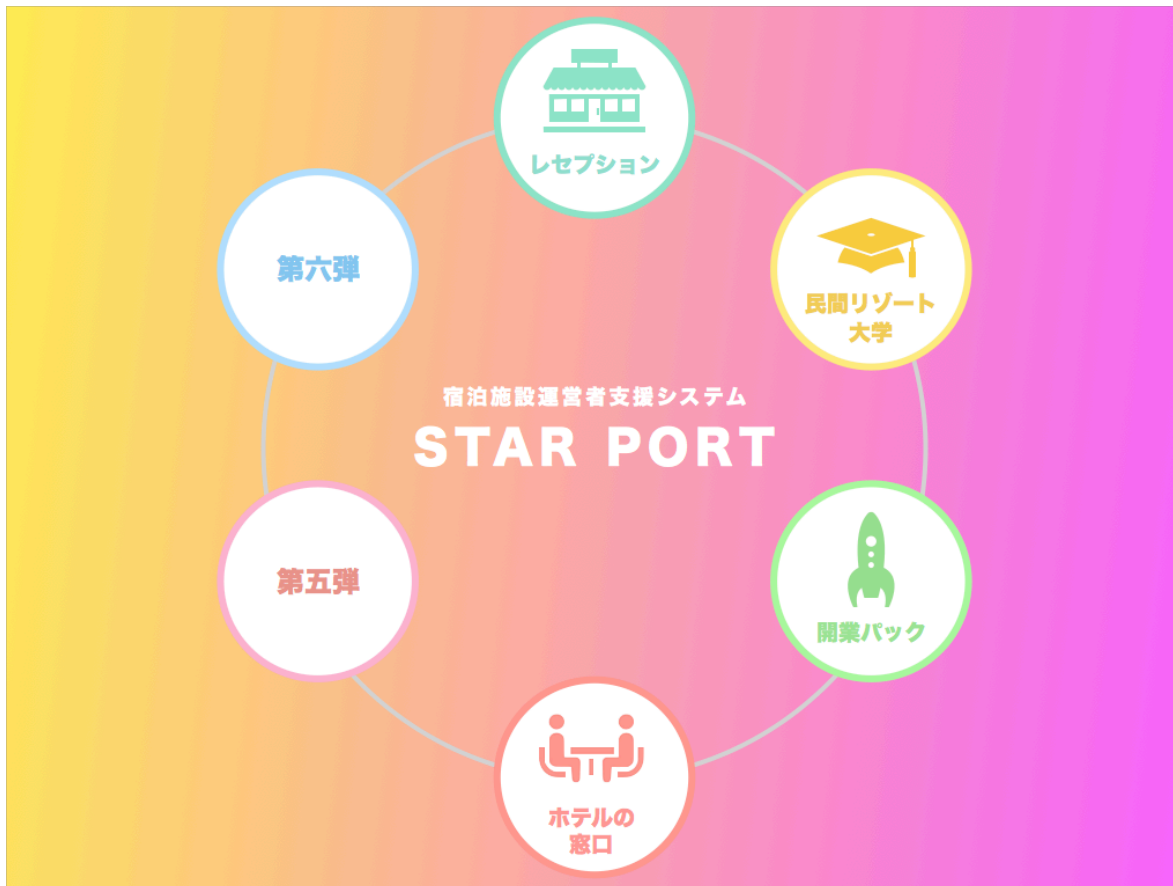 レセプション
第六弾
民間リゾート
大学
宿泊施設運営者支援システム
STAR PORT
第五弾
開業パック
ホテルの
窓口